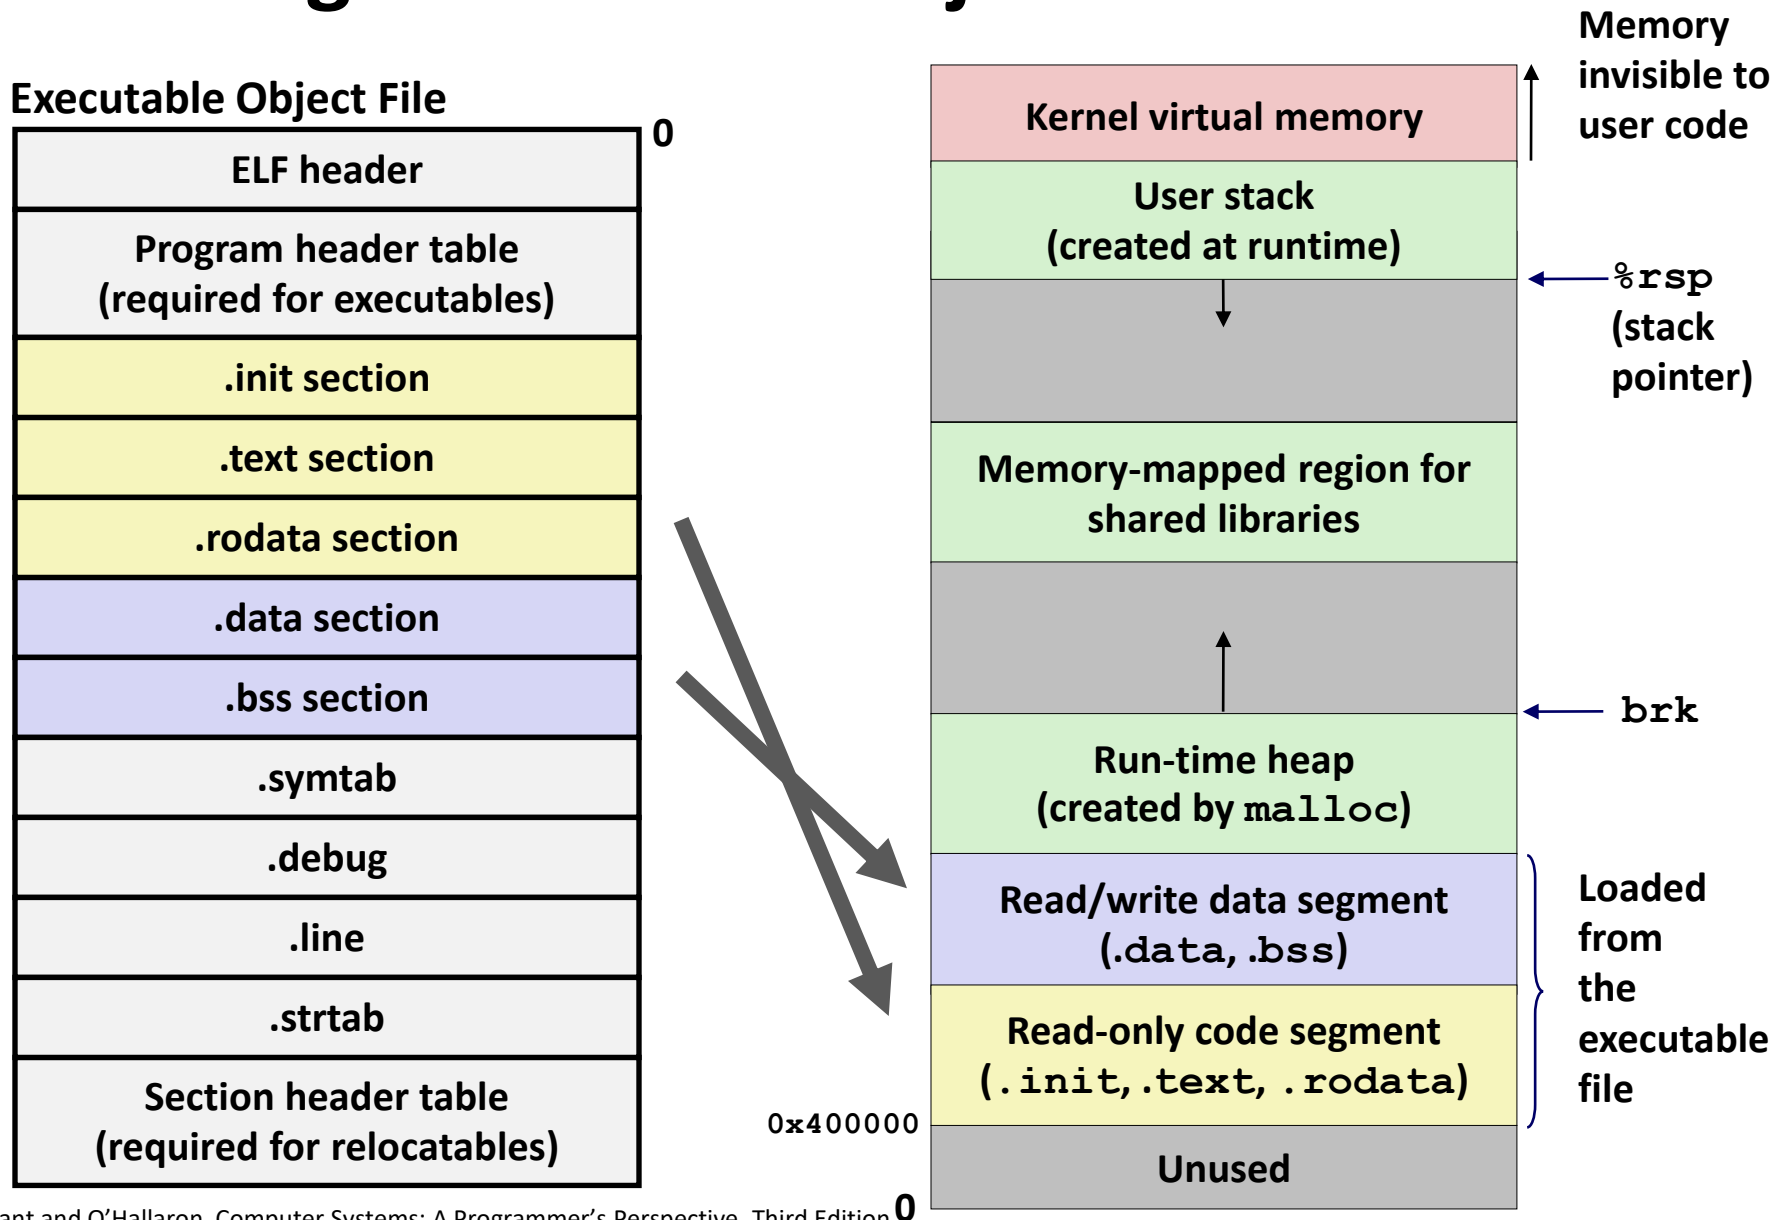 Executable Object File
0
ELF header
Program header table
(required for executables)
.init section
.text section
.rodata section
.data section
.bss section
.symtab
.debug
.line
.strtab
Section header table
(required for relocatables)
Kernel virtual memory
Memory
invisible to
user code
User stack
(created at runtime)
%rsp
(stack
pointer)
Memory-mapped region for
shared libraries
brk
Run-time heap
(created by malloc)
Read/write data segment
(.data, .bss)
Read-only code segment
(.init, .text, .rodata)
Loaded
from
the
executable
file
0x400000
Unused
0
and O'Hallaron, Computer Systems: A Programmer's Perspective, Third Edition